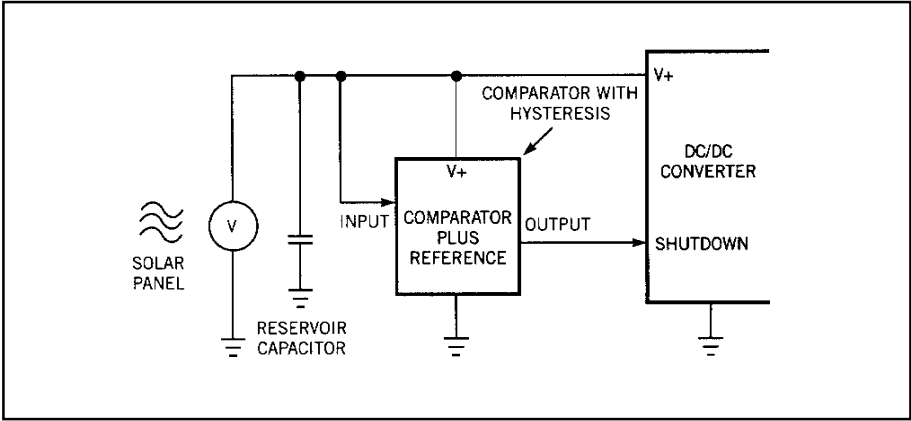 V+
COMPARATOR WITH
HYSTERESIS
DC/DC
CONVERTER
V+
V
INPUT
COMPARATOR
PLUS
REFERENCE
OUTPUT
SHUTDOWN
SOLAR
PANEL
RESERVOIR
CAPACITOR